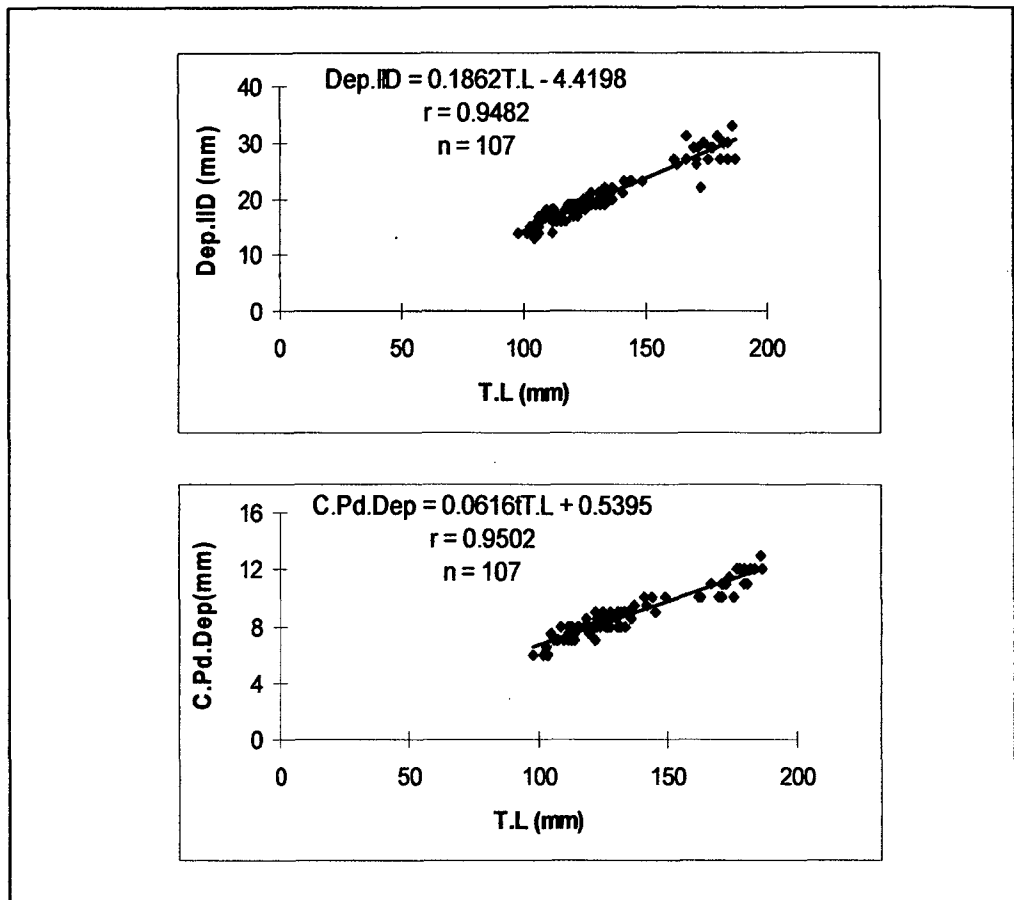 Dep.IID = 0.1862T.L - 4.4198
r = 0.9482
n = 107
40
30
20
10
0
Dep.IID (mm)
0 50 100 150 200
T.L (mm)
C.Pd.Dep = 0.0616tT.L + 0.5395
r = 0.9502
n = 107
16
12
8
4
0
C.Pd.Dep(mm)
0 50 100 150 200
T.L (mm)